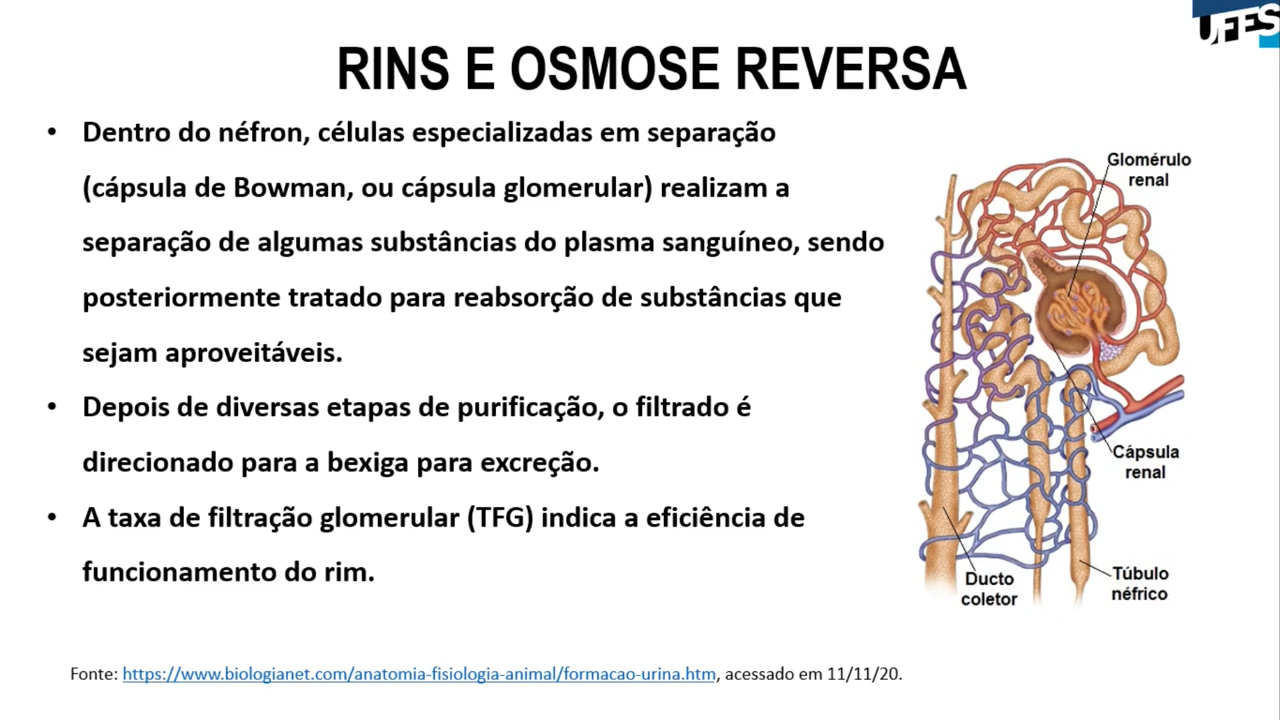 UFES
RINS E OSMOSE REVERSA
• Dentro do néfron, células especializadas em separação
(cápsula de Bowman, ou cápsula glomerular) realizam a
separação de algumas substâncias do plasma sanguíneo, sendo
posteriormente tratado para reabsorção de substâncias que
sejam aproveitáveis.
• Depois de diversas etapas de purificação, o filtrado é
direcionado para a bexiga para excreção.
• A taxa de filtração glomerular (TFG) indica a eficiência de
funcionamento do rim.
Glomérulo
renal
Cápsula
renal
Ducto
coletor
Túbulo
néfrico
Fonte: https://www.biologianet.com/anatomia-fisiologia-animal/formacao-urina.htm, acessado em 11/11/20.